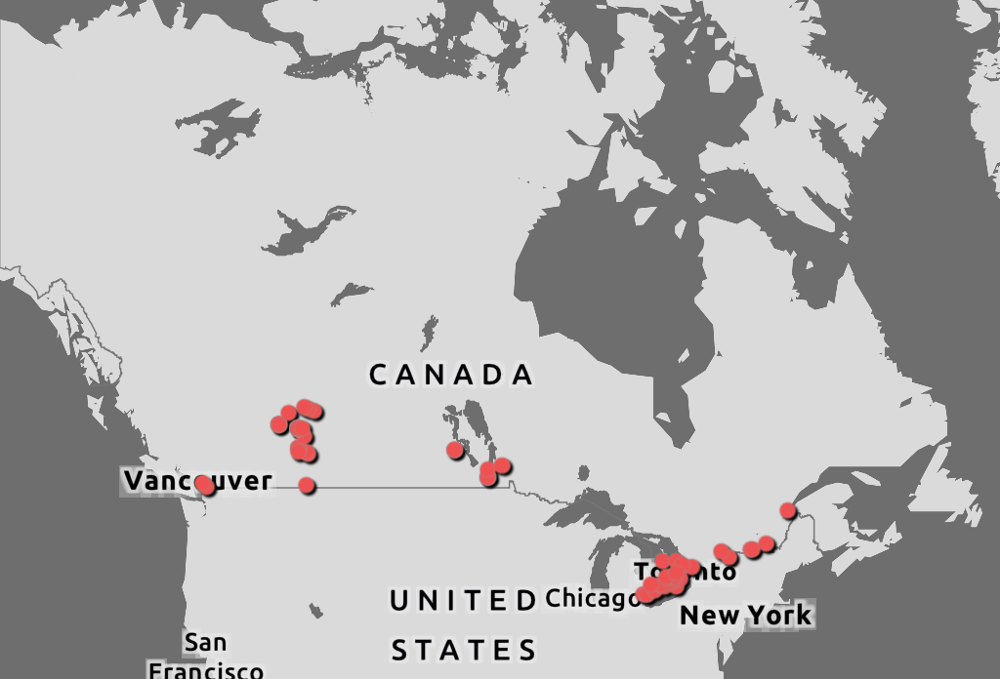 CANADA
Vancouver
Toronto
UNITED
STATES
Chicago
New York
San
Francisco